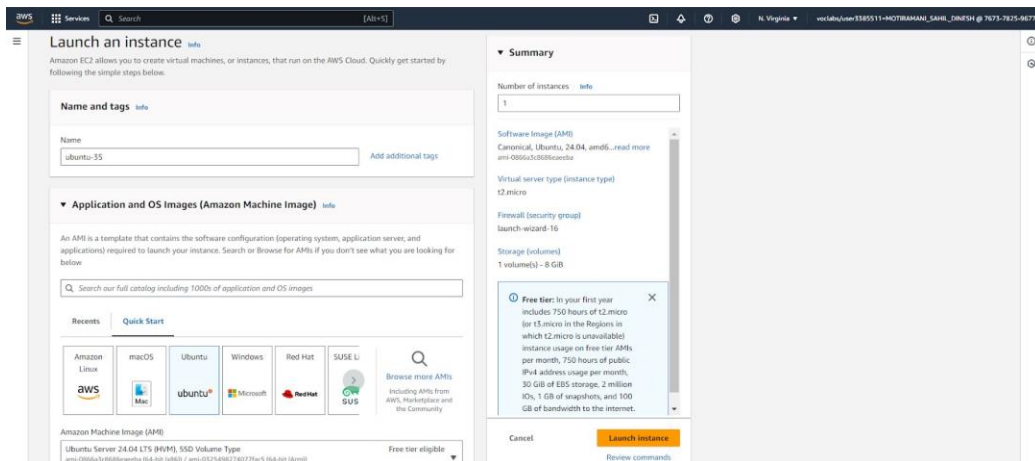 aws
Services
Search
[Alt+S]
N. Virginia
voclabs/user3385511=MOTIRAMANI_SAHIL_DINESH @ 7673-7825-9677
Launch an instance Info
Amazon EC2 allows you to create virtual machines, or instances, that run on the AWS Cloud. Quickly get started by
following the simple steps below.
Name and tags Info
Name
ubuntu-35
Add additional tags
Application and OS Images (Amazon Machine Image) Info
An AMI is a template that contains the software configuration (operating system, application server, and
applications) required to launch your instance. Search or Browse for AMIs if you don't see what you are looking for
below
Search our full catalog including 1000s of application and OS images
Recents
Quick Start
Amazon
Linux
aws
macOS
Mac
Ubuntu
ubuntu
Windows
Microsoft
Red Hat
Red Hat
SUSE Li
SUS
Browse more AMIs
Including AMIs from
AWS, Marketplace and
the Community
Amazon Machine Image (AMI)
Ubuntu Server 24.04 LTS (HVM), SSD Volume Type
Free tier eligible
Summary
Number of instances Info
1
Software Image (AMI)
Canonical, Ubuntu, 24.04, amd6...read more
ami-0866a3c8686eaeeba
Virtual server type (instance type)
t2.micro
Firewall (security group)
launch-wizard-16
Storage (volumes)
1 volume(s) - 8 GiB
Free tier: In your first year
includes 750 hours of t2.micro
(or t3.micro in the Regions in
which t2.micro is unavailable)
instance usage on free tier AMIs
per month, 750 hours of public
IPv4 address usage per month,
30 GiB of EBS storage, 2 million
IOs, 1 GB of snapshots, and 100
GB of bandwidth to the internet.
Cancel
Launch instance
Review commands